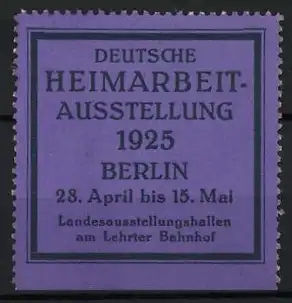 DEUTSCHE
HEIMARBEIT-
AUSSTELLUNG
1925
BERLIN
28. April bis 15. Mai
Landesausstellungshallen
am Lehrter Bahnhof